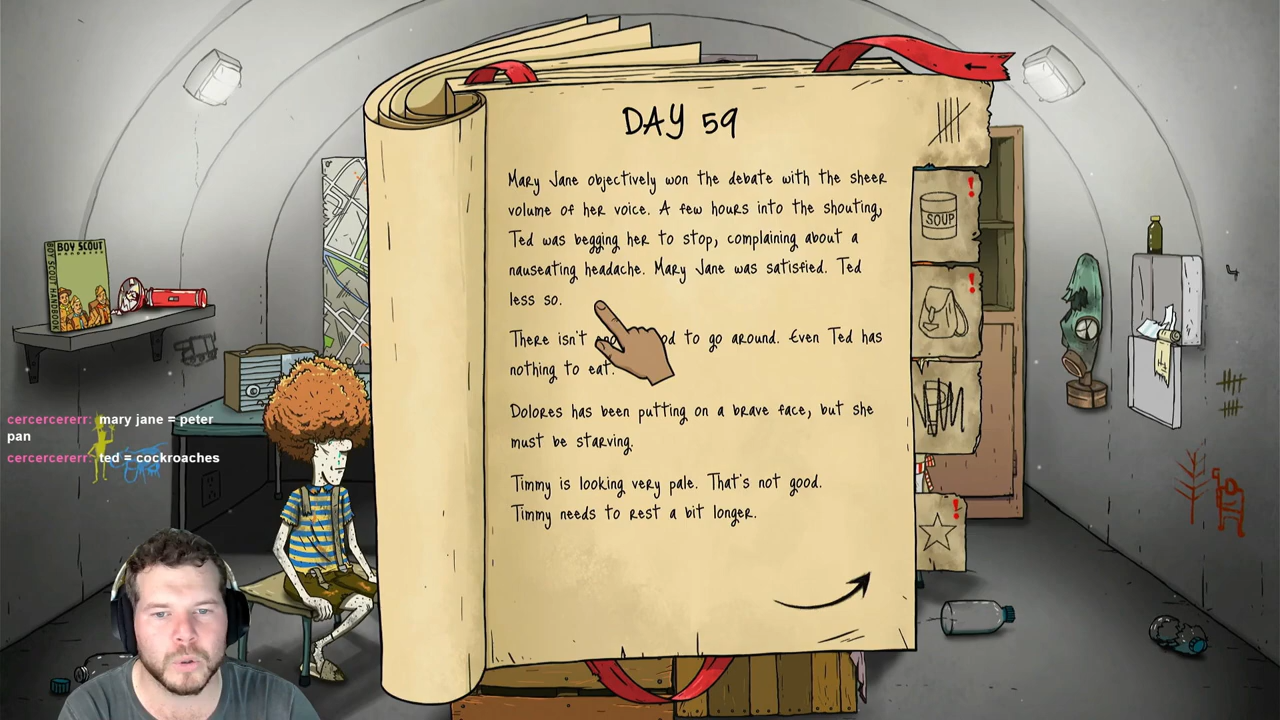 DAY 59
Mary Jane objectively won the debate with the sheer
volume of her voice. A few hours into the shouting,
Ted was begging her to stop, complaining about a
nauseating headache. Mary Jane was satisfied. Ted
less so.
There isn't to go around. Even Ted has
nothing to eat.
Dolores has been putting on a brave face, but she
must be starving.
Timmy is looking very pale. That's not good.
Timmy needs to rest a bit longer.
SOUP
BOY SCOUT
HANDBOOK
BOY SCOUT HANDBOOK
cercercererr: mary jane = peter
pan
cercercererr: ted = cockroaches